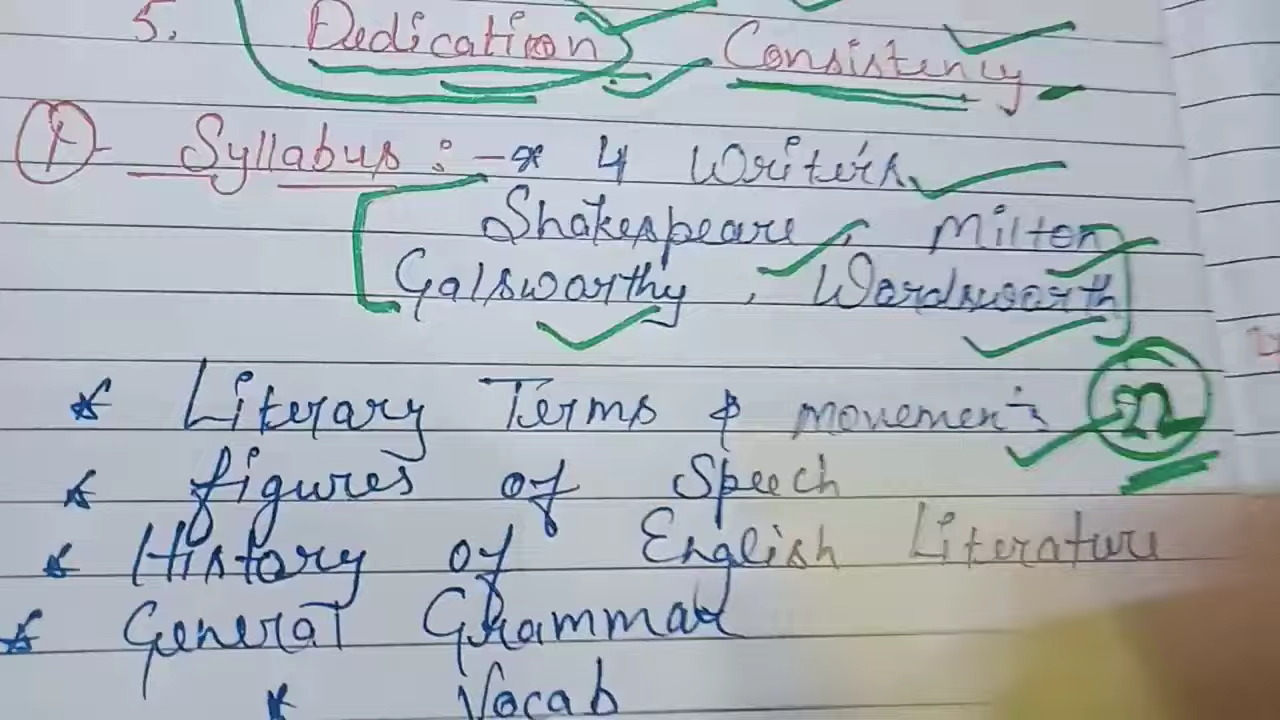 5. Dedication, Consistency
1 - Syllabus : - * 4 Writers
Shakespeare, Milton
Galsworthy, Wordsworth
* Literary Terms & movements 22
* figures of Speech
* History of English Literature
* General Grammar
* Vocab